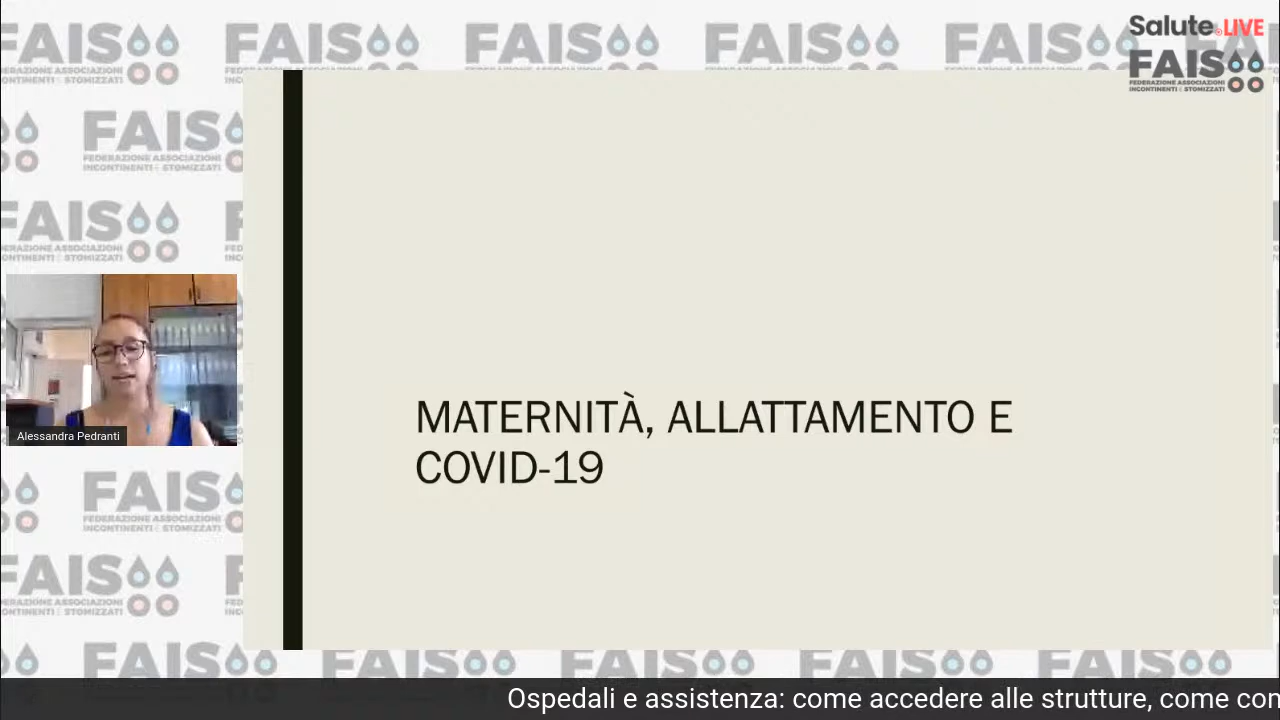 Salute LIVE
FAIS
FEDERAZIONE ASSOCIAZIONI
INCONTINENTI E STOMIZZATI
MATERNITÀ, ALLATTAMENTO E
COVID-19
Alessandra Pedranti
Ospedali e assistenza: come accedere alle strutture, come con